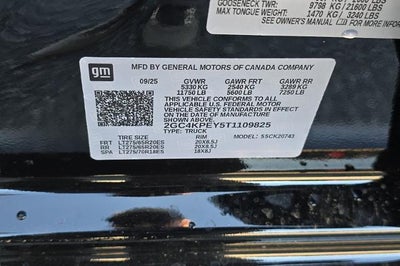 GOOSENECK TWR: 9798 KG/21600 LBS
MAX TONGUE WEIGHT: 1470 KG/ 3240 LBS
SEE OWNER'S MANUAL
gm
MFD BY GENERAL MOTORS OF CANADA COMPANY
09/25 GVWR GAWR FRT GAWR RR
5330 KG 2540 KG 3289 KG
11750 LB 5600 LB 7250 LB
THIS VEHICLE CONFORMS TO ALL
APPLICABLE U.S. FEDERAL MOTOR
VEHICLE SAFETY STANDARDS IN
EFFECT ON THE DATE OF
MANUFACTURE SHOWN ABOVE.
2GC4KPEY5T1109825
TYPE: TRUCK
TIRE SIZE RIM MODEL: SSCK20743
FRT LT275/65R20ES 20X8.5J
RR LT275/65R20ES 20X8.5J
SPA LT275/70R18ES 18X8J